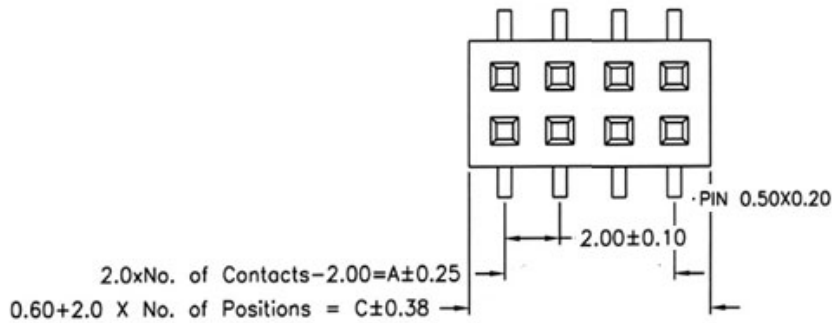 ·PIN 0.50X0.20
2.00±0.10
2.0xNo. of Contacts-2.00=A±0.25
0.60+2.0 X No. of Positions = C±0.38